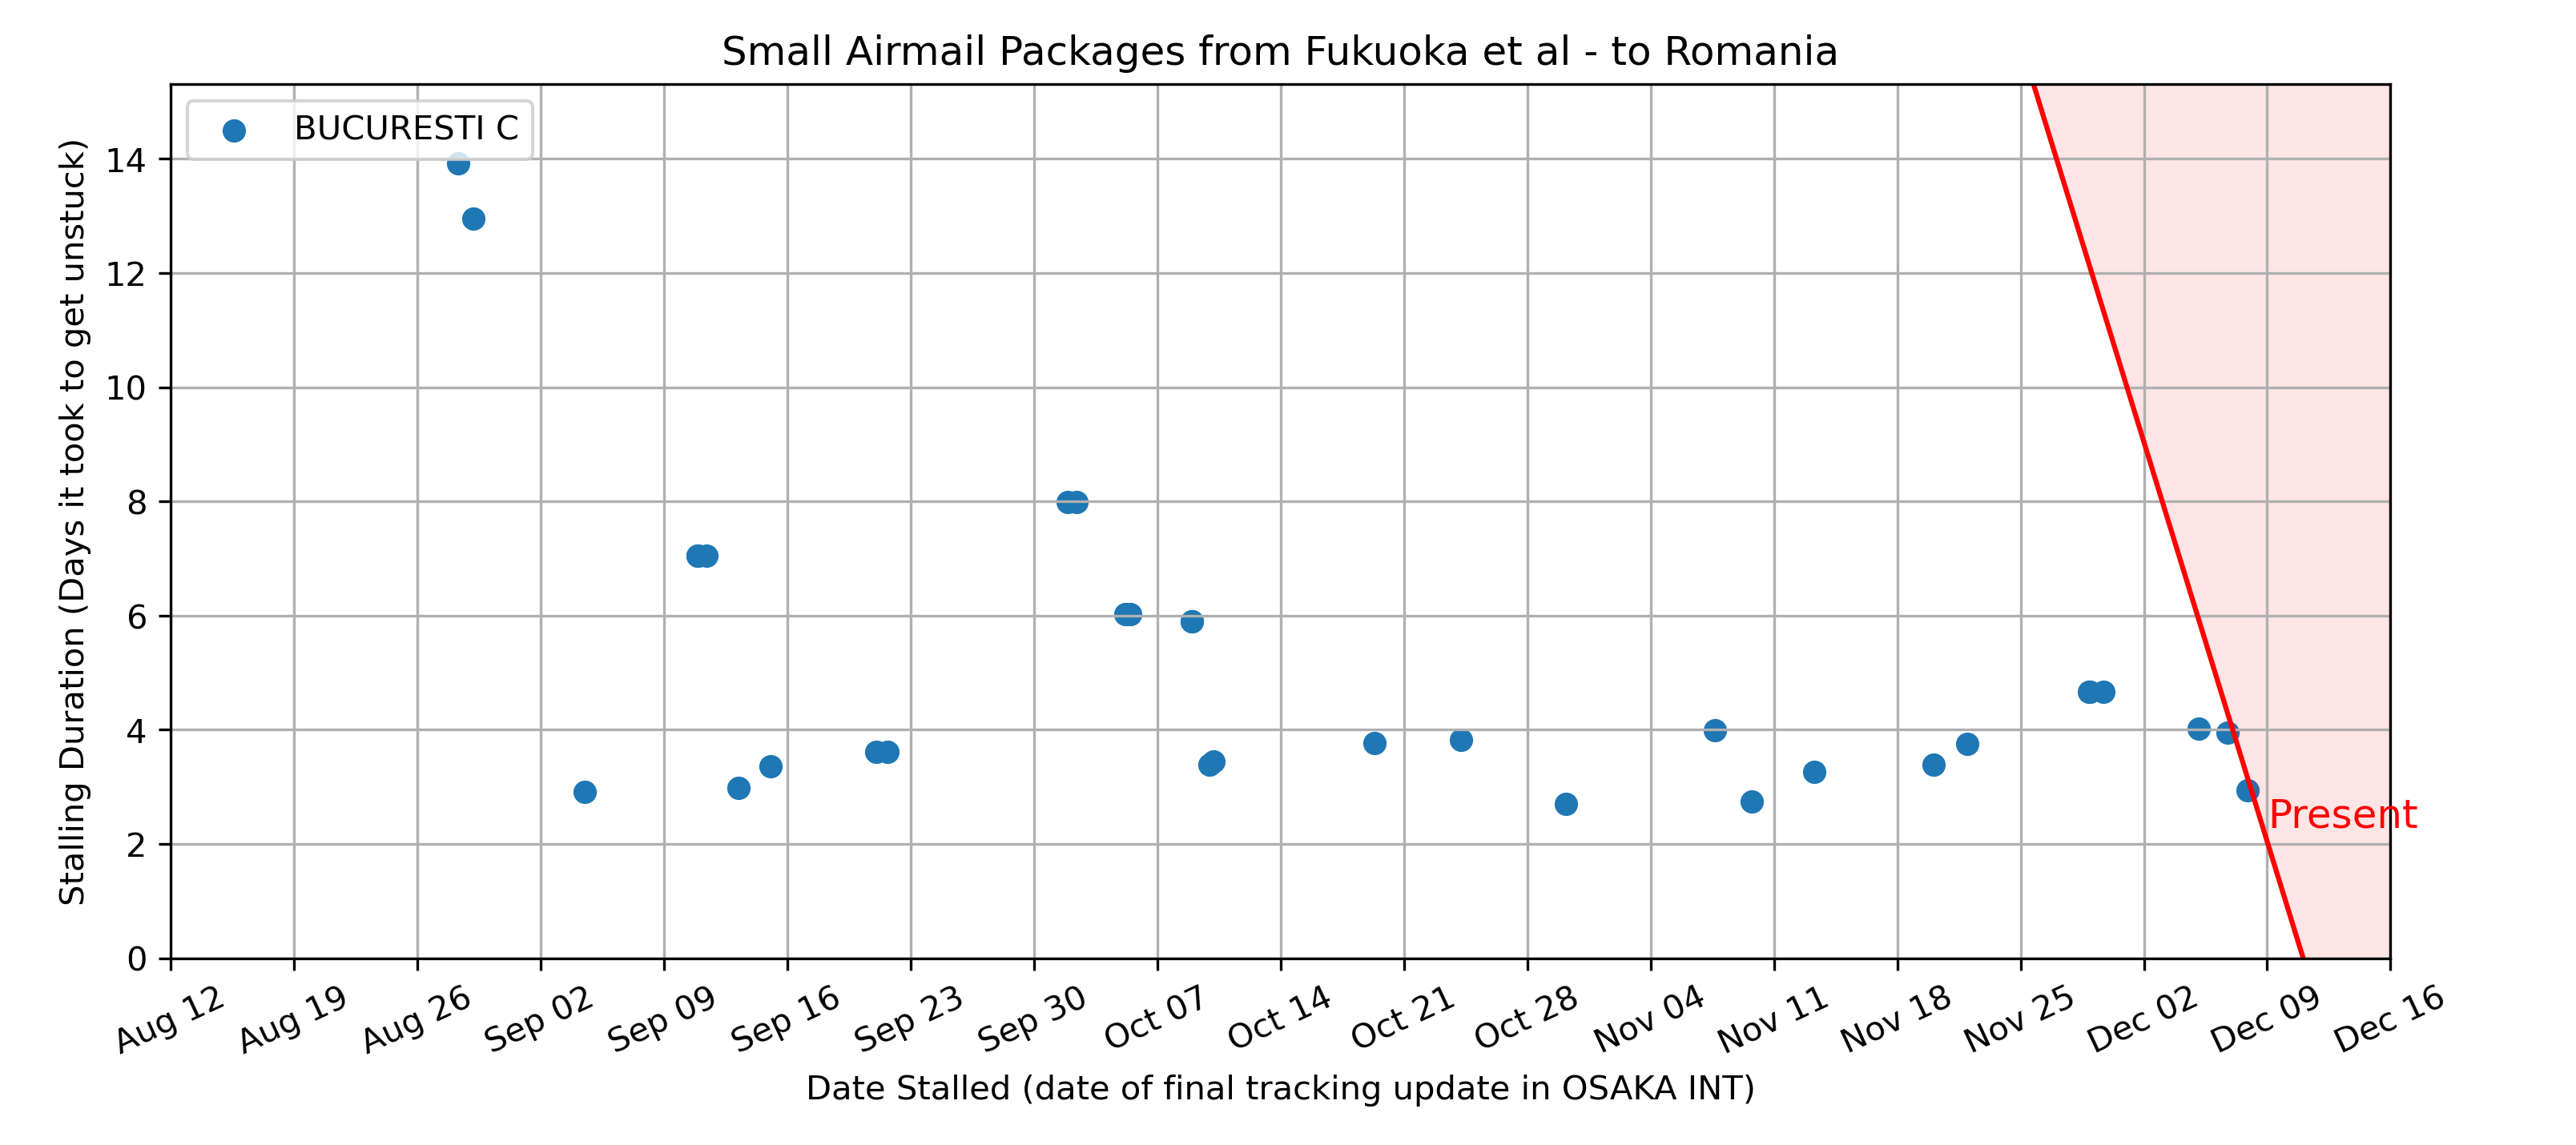 Small Airmail Packages from Fukuoka et al - to Romania
BUCURESTI C
Stalling Duration (Days it took to get unstuck)
14
12
10
8
6
4
2
0
Present
Aug 12
Aug 19
Aug 26
Sep 02
Sep 09
Sep 16
Sep 23
Sep 30
Oct 07
Oct 14
Oct 21
Oct 28
Nov 04
Nov 11
Nov 18
Nov 25
Dec 02
Dec 09
Dec 16
Date Stalled (date of final tracking update in OSAKA INT)